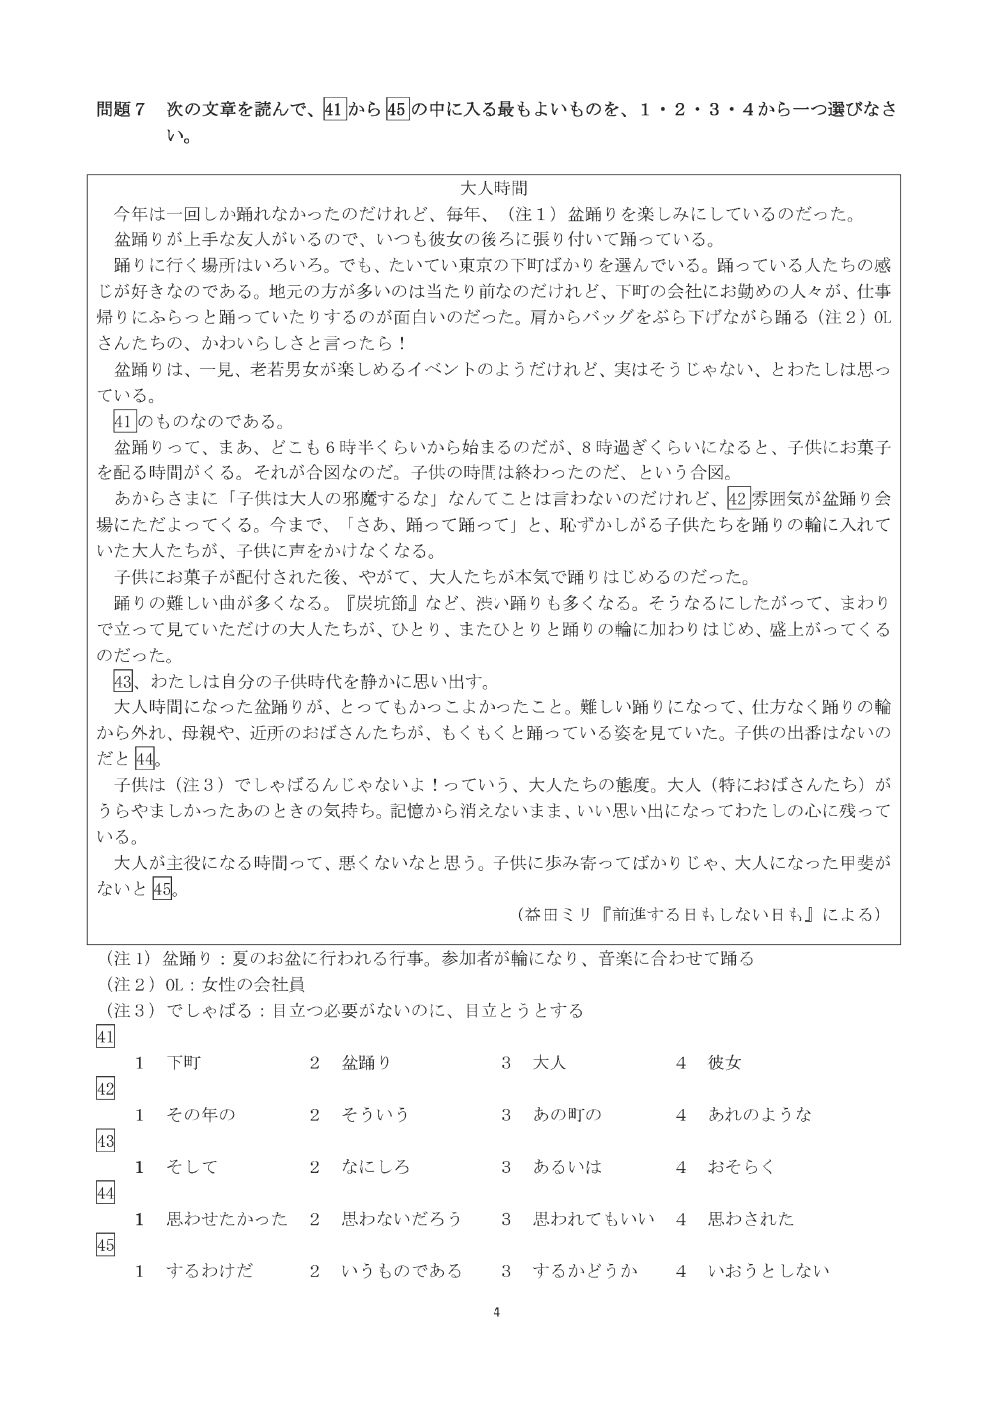 問題7 次の文章を読んで、41から45の中に入る最もよいものを、1・2・3・4から一つ選びなさ
い。
大人時間
今年は一回しか踊れなかったのだけれど、毎年、（注1）盆踊りを楽しみにしているのだった。
盆踊りが上手な友人がいるので、いつも彼女の後ろに張り付いて踊っている。
踊りに行く場所はいろいろ。でも、たいてい東京の下町ばかりを選んでいる。踊っている人たちの感
じが好きなのである。地元の方が多いのは当たり前なのだけれど、下町の会社にお勤めの人々が、仕事
帰りにふらっと踊っていたりするのが面白いのだった。肩からバッグをぶら下げながら踊る（注2）OL
さんたちの、かわいらしさと言ったら！
盆踊りは、一見、老若男女が楽しめるイベントのようだけれど、実はそうじゃない、とわたしは思っ
ている。
41のものなのである。
盆踊りって、まあ、どこも6時半くらいから始まるのだが、8時過ぎくらいになると、子供にお菓子
を配る時間がくる。それが合図なのだ。子供の時間は終わったのだ、という合図。
あからさまに「子供は大人の邪魔するな」なんてことは言わないのだけれど、42雰囲気が盆踊り会
場にただよってくる。今まで、「さあ、踊って踊って」と、恥ずかしがる子供たちを踊りの輪に入れて
いた大人たちが、子供に声をかけなくなる。
子供にお菓子が配付された後、やがて、大人たちが本気で踊りはじめるのだった。
踊りの難しい曲が多くなる。『炭坑節』など、渋い踊りも多くなる。そうなるにしたがって、まわり
で立って見ていただけの大人たちが、ひとり、またひとりと踊りの輪に加わりはじめ、盛上がってくる
のだった。
43、わたしは自分の子供時代を静かに思い出す。
大人時間になった盆踊りが、とってもかっこよかったこと。難しい踊りになって、仕方なく踊りの輪
から外れ、母親や、近所のおばさんたちが、もくもくと踊っている姿を見ていた。子供の出番はないの
だと44。
子供は（注3）でしゃばるんじゃないよ！っていう、大人たちの態度。大人（特におばさんたち）が
うらやましかったあのときの気持ち。記憶から消えないまま、いい思い出になってわたしの心に残って
いる。
大人が主役になる時間って、悪くないなと思う。子供に歩み寄ってばかりじゃ、大人になった甲斐が
ないと45。
（益田ミリ『前進する日もしない日も』による）
（注1）盆踊り：夏のお盆に行われる行事。参加者が輪になり、音楽に合わせて踊る
（注2）OL：女性の会社員
（注3）でしゃばる：目立つ必要がないのに、目立とうとする
41
1 下町 2 盆踊り 3 大人 4 彼女
42
1 その年の 2 そういう 3 あの町の 4 あれのような
43
1 そして 2 なにしろ 3 あるいは 4 おそらく
44
1 思わせたかった 2 思わないだろう 3 思われてもいい 4 思わされた
45
1 するわけだ 2 いうものである 3 するかどうか 4 いおうとしない
4